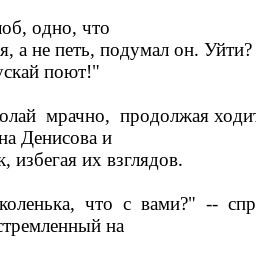 лоб, одно, что
я, а не петь, подумал он. Уйти?
ускай поют!"
олай мрачно, продолжая ходит
на Денисова и
к, избегая их взглядов.
коленька, что с вами?" -- спр
стремленный на